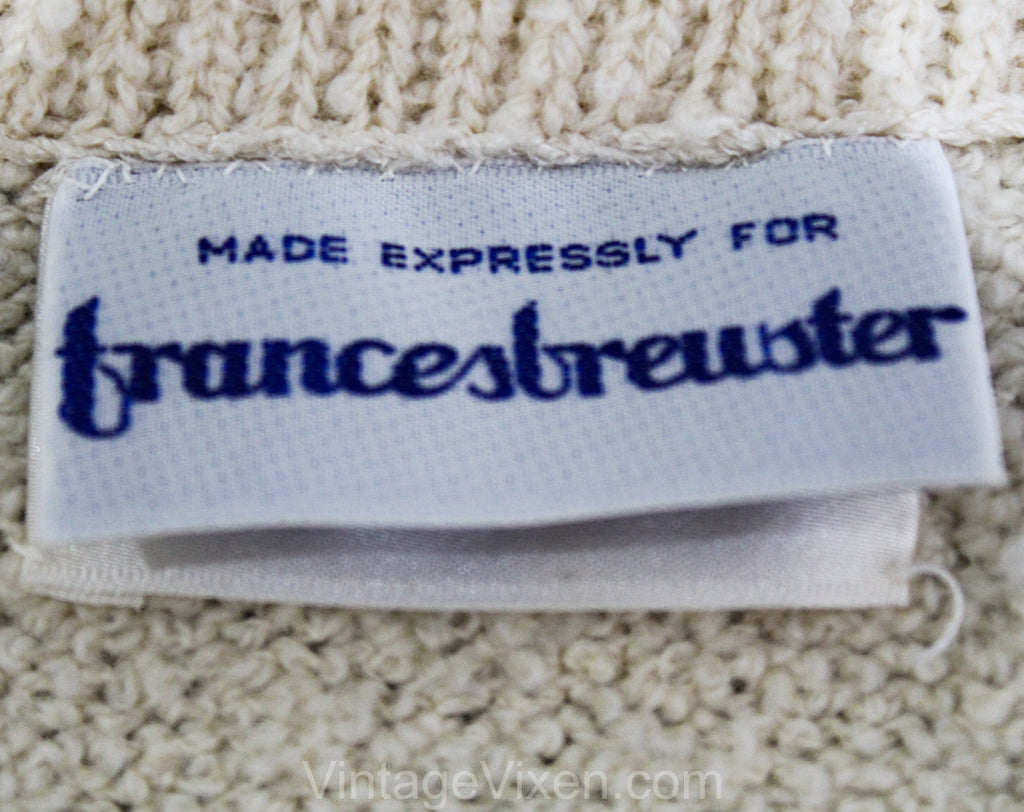 MADE EXPRESSLY FOR
francesbrewster
VintageVixen.com